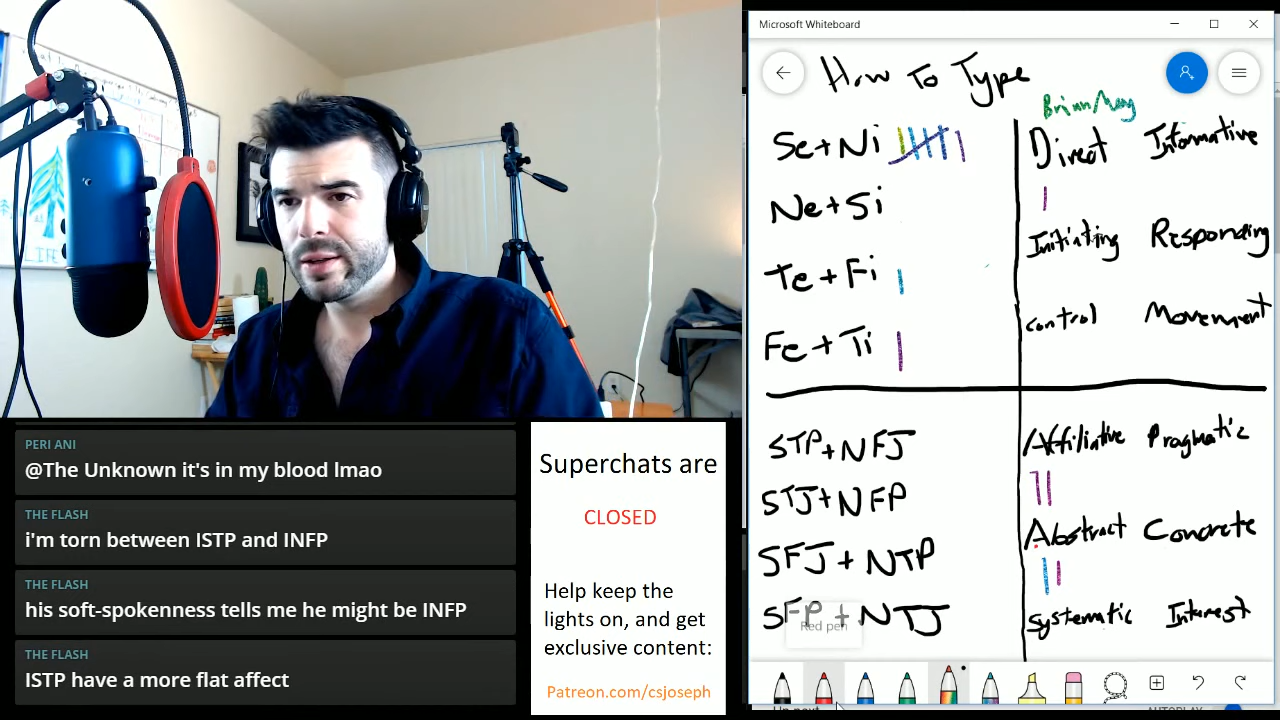 Microsoft Whiteboard
How To Type
Brian May
Se+Ni
Direct Informative
Ne+Si
Initiating Responding
Te+Fi
control Movement
Fe+Ti
STP+NFJ
Affiliative Pragmatic
STJ+NFP
Abstract Concrete
SFJ+NTP
SFP+NTJ
Systematic Interest
Red pen
PERI ANI
@The Unknown it's in my blood lmao
THE FLASH
i'm torn between ISTP and INFP
THE FLASH
his soft-spokenness tells me he might be INFP
THE FLASH
ISTP have a more flat affect
Superchats are
CLOSED
Help keep the
lights on, and get
exclusive content:
Patreon.com/csjoseph